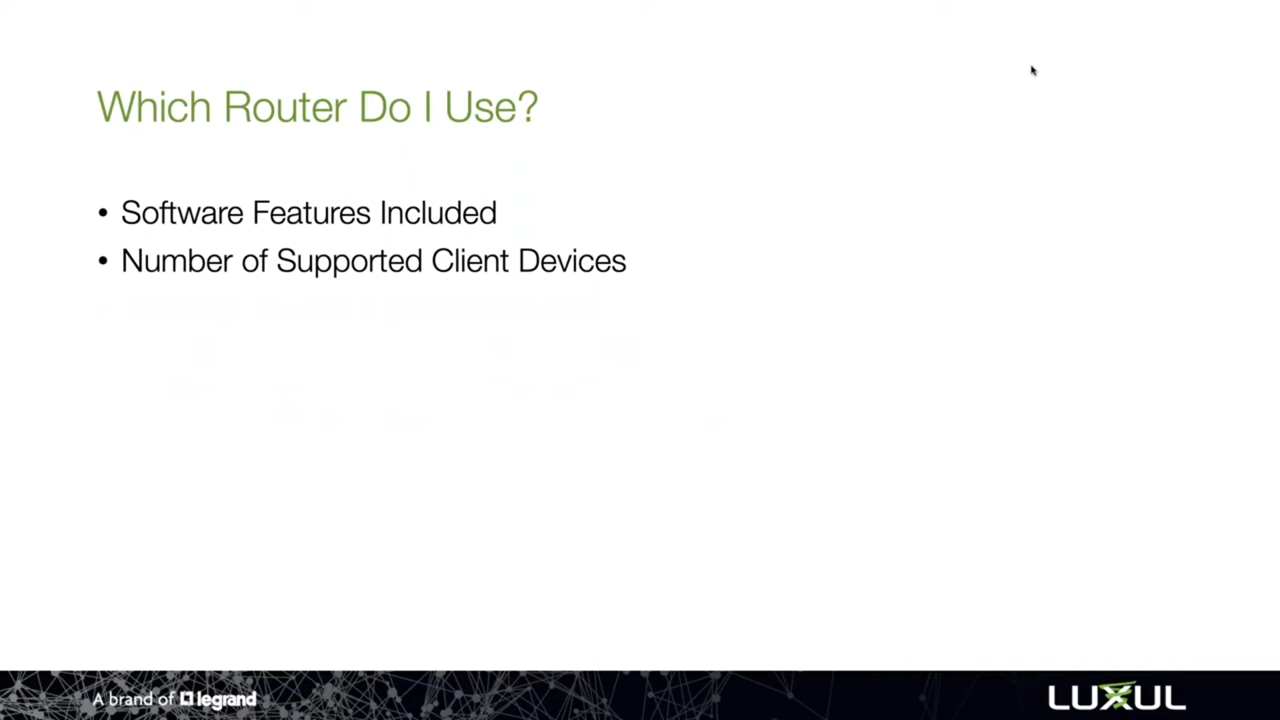 Which Router Do I Use?
• Software Features Included
• Number of Supported Client Devices
A brand of legrand
LUXUL